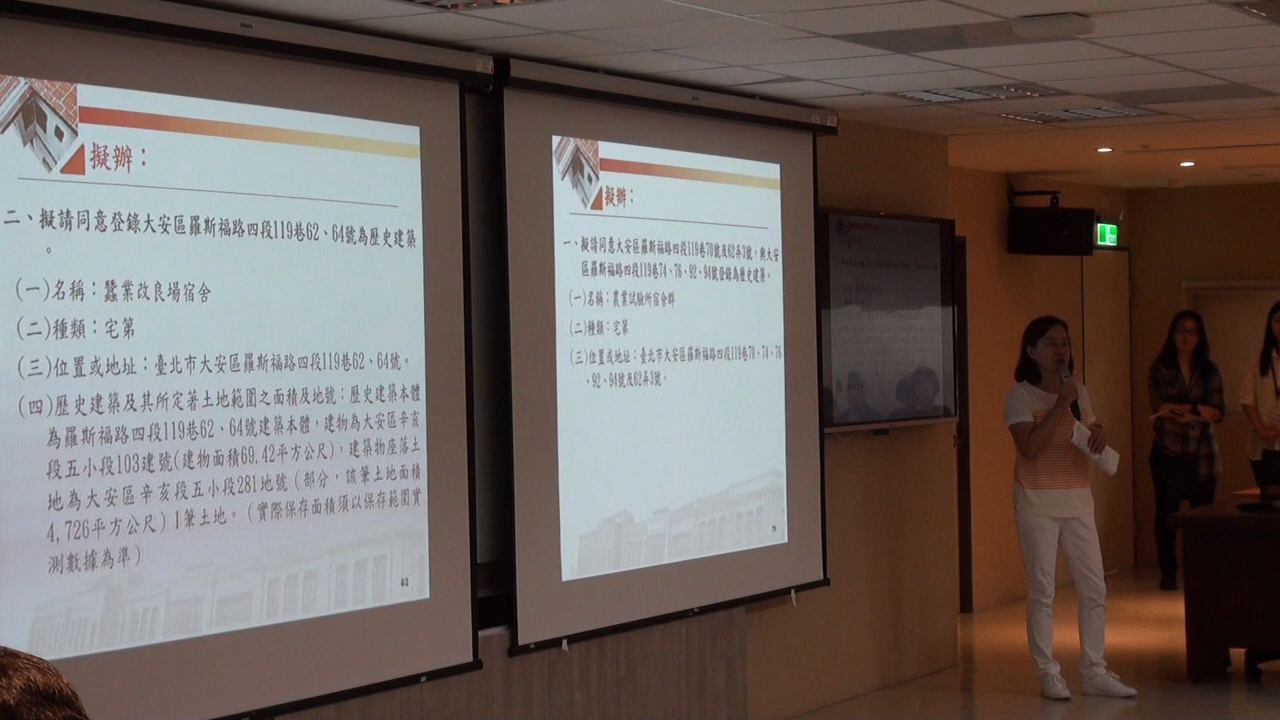 擬辦：
二、擬請同意登錄大安區羅斯福路四段119巷62、64號為歷史建築
。
(一)名稱：蠶業改良場宿舍
(二)種類：宅第
(三)位置或地址：臺北市大安區羅斯福路四段119巷62、64號。
(四)歷史建築及其所定著土地範圍之面積及地號：歷史建築本體
為羅斯福路四段119巷62、64號建築本體，建物為大安區辛亥
段五小段103建號(建物面積69.42平方公尺)，建築物座落土
地為大安區辛亥段五小段281地號（部分，該筆土地面積
4,726平方公尺）1筆土地。（實際保存面積須以保存範圍實
測數據為準）
82
擬辦：
一、擬請同意大安區羅斯福路四段119巷70號及62弄3號，與大安
區羅斯福路四段119巷74、76、92、94號登錄為歷史建築。
(一)名稱：農業試驗所宿舍群
(二)種類：宅第
(三)位置或地址：臺北市大安區羅斯福路四段119巷70、74、76
、92、94號及62弄3號。